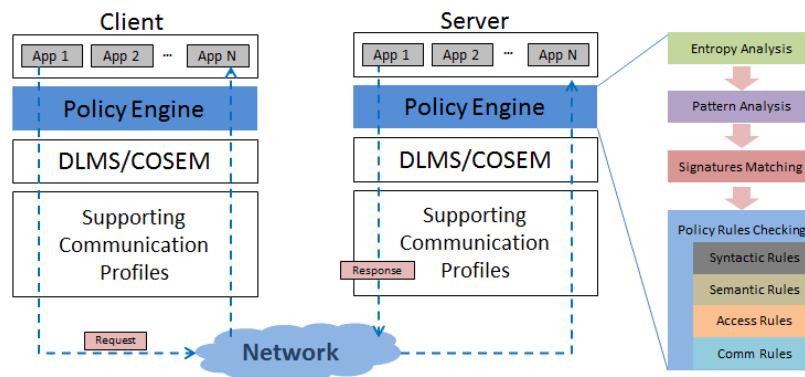 Client
App 1
App 2
...
App N
Policy Engine
DLMS/COSEM
Supporting
Communication
Profiles
Request
Network
Server
App 1
App 2
...
App N
Policy Engine
DLMS/COSEM
Supporting
Communication
Profiles
Response
Entropy Analysis
Pattern Analysis
Signatures Matching
Policy Rules Checking
Syntactic Rules
Semantic Rules
Access Rules
Comm Rules